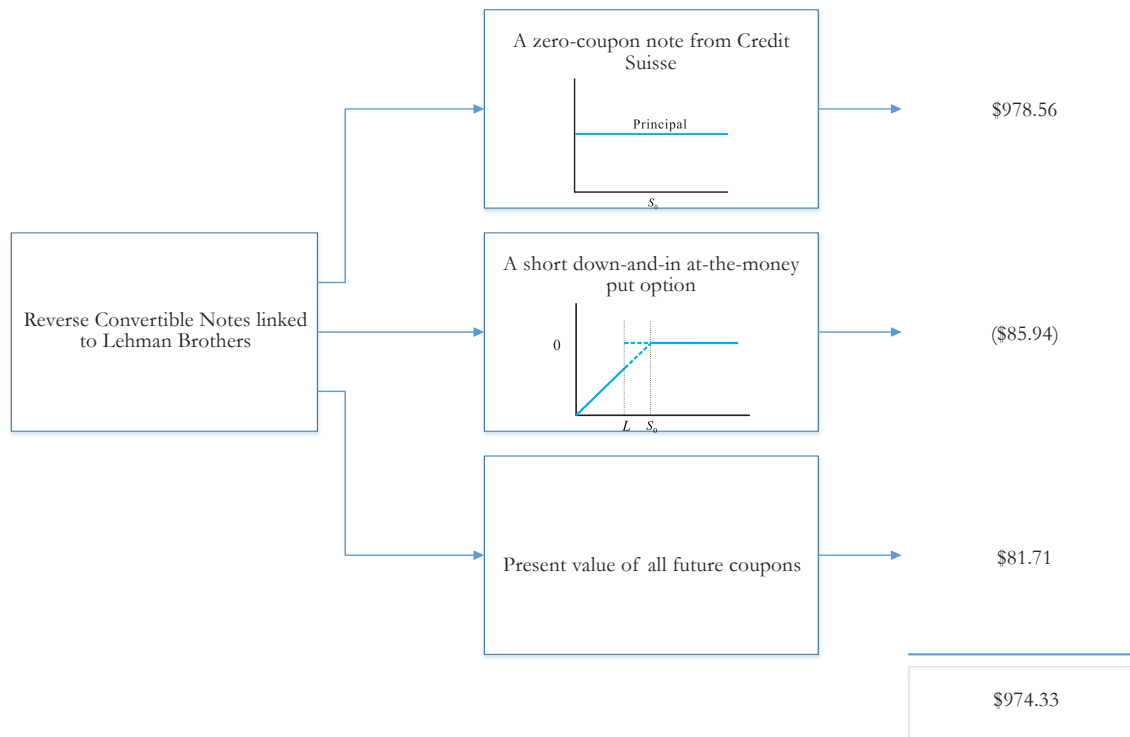 A zero-coupon note from Credit
Suisse
Principal
S₀
$978.56
Reverse Convertible Notes linked
to Lehman Brothers
A short down-and-in at-the-money
put option
0
L S₀
($85.94)
Present value of all future coupons
$81.71
$974.33